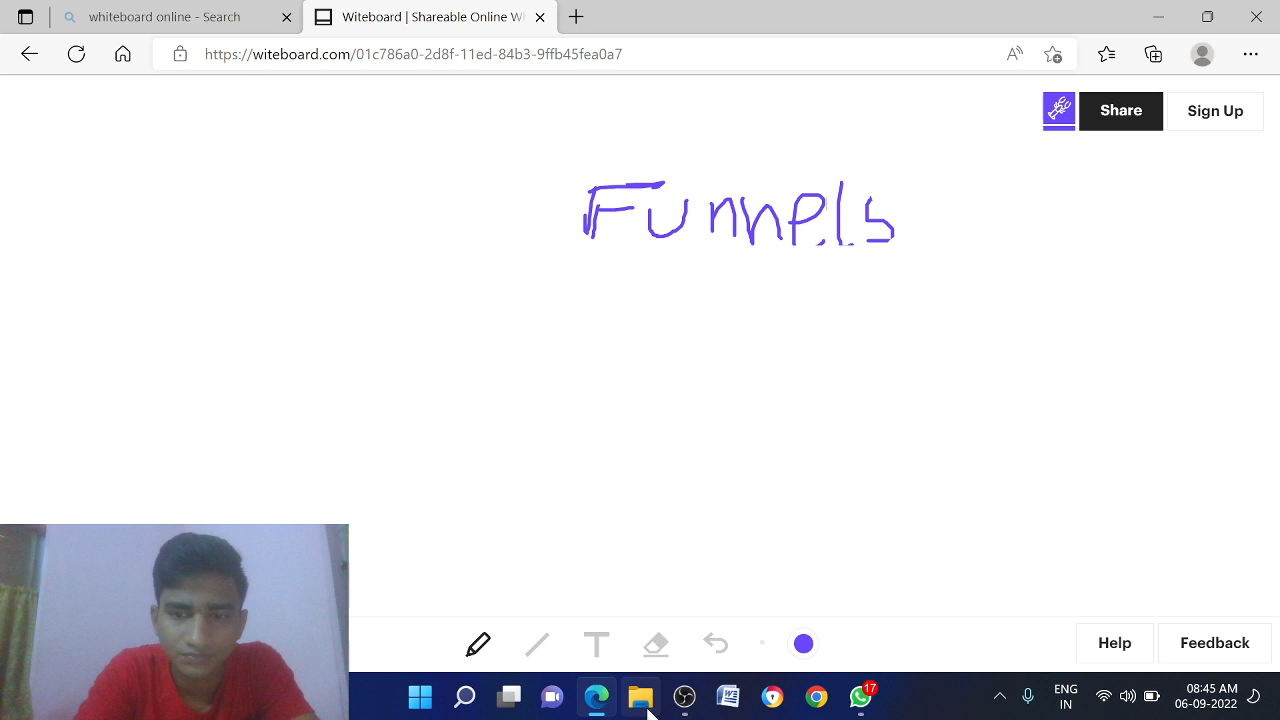 whiteboard online - Search
Witeboard | Shareable Online W
https://witeboard.com/01c786a0-2d8f-11ed-84b3-9ffb45fea0a7
Share
Sign Up
Funnels
Help
Feedback
17
ENG
IN
08:45 AM
06-09-2022